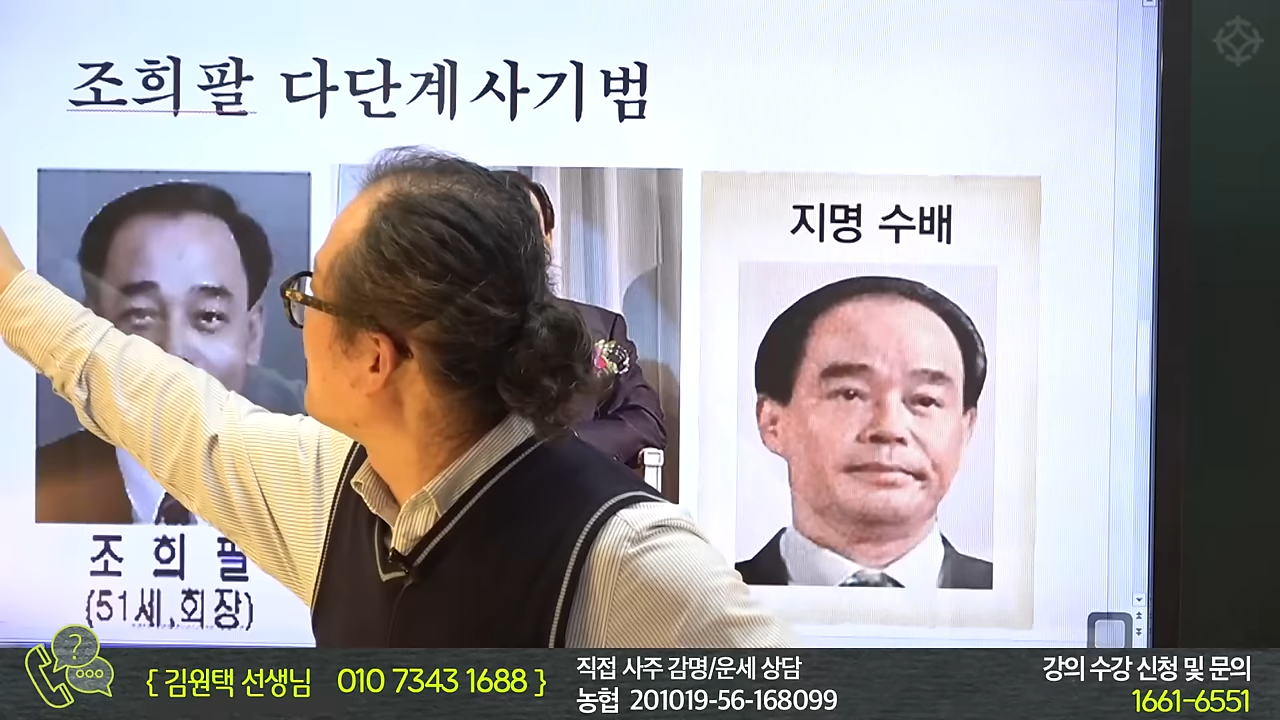 조희팔 다단계사기범
지명 수배
조 희 팔
(51세,회장)
{ 김원택 선생님 010 7343 1688 }
직접 사주 감명/운세 상담
농협 201019-56-168099
강의 수강 신청 및 문의
1661-6551
?